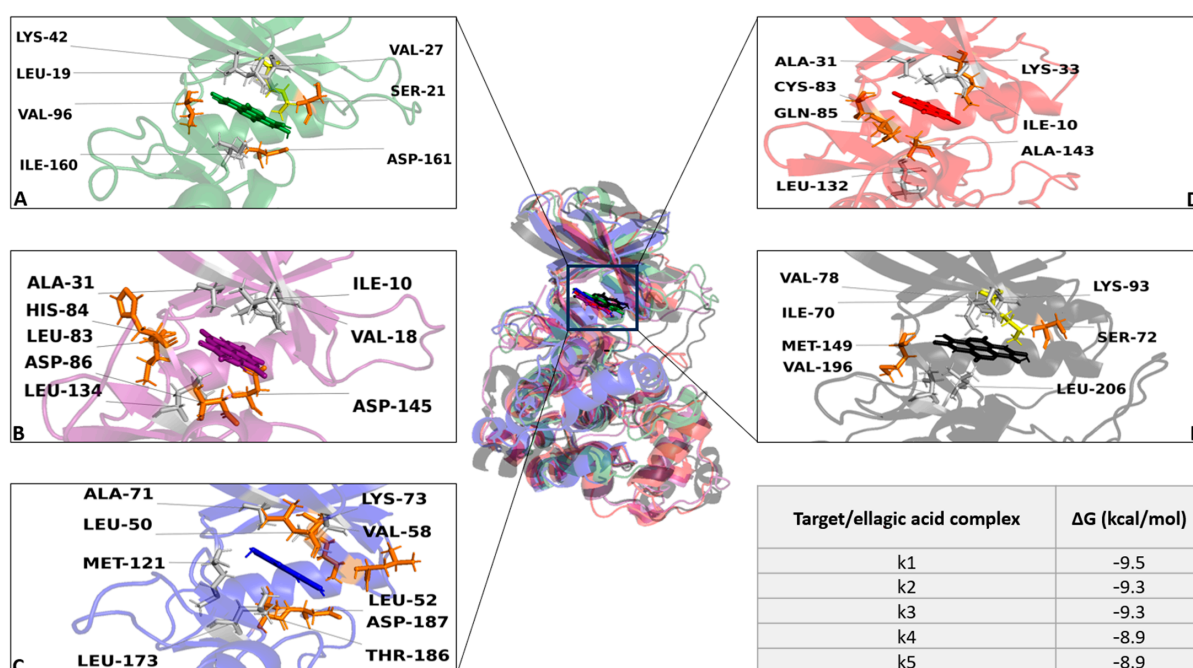 LYS-42
VAL-27
LEU-19
SER-21
VAL-96
ILE-160
ASP-161
A
ALA-31
LYS-33
CYS-83
GLN-85
ILE-10
ALA-143
LEU-132
ALA-31
ILE-10
HIS-84
LEU-83
VAL-18
ASP-86
LEU-134
ASP-145
B
VAL-78
LYS-93
ILE-70
SER-72
MET-149
VAL-196
LEU-206
ALA-71
LYS-73
LEU-50
VAL-58
MET-121
LEU-52
ASP-187
THR-186
LEU-173
Target/ellagic acid complex ΔG (kcal/mol)
k1 -9.5
k2 -9.3
k3 -9.3
k4 -8.9
k5 -8.9